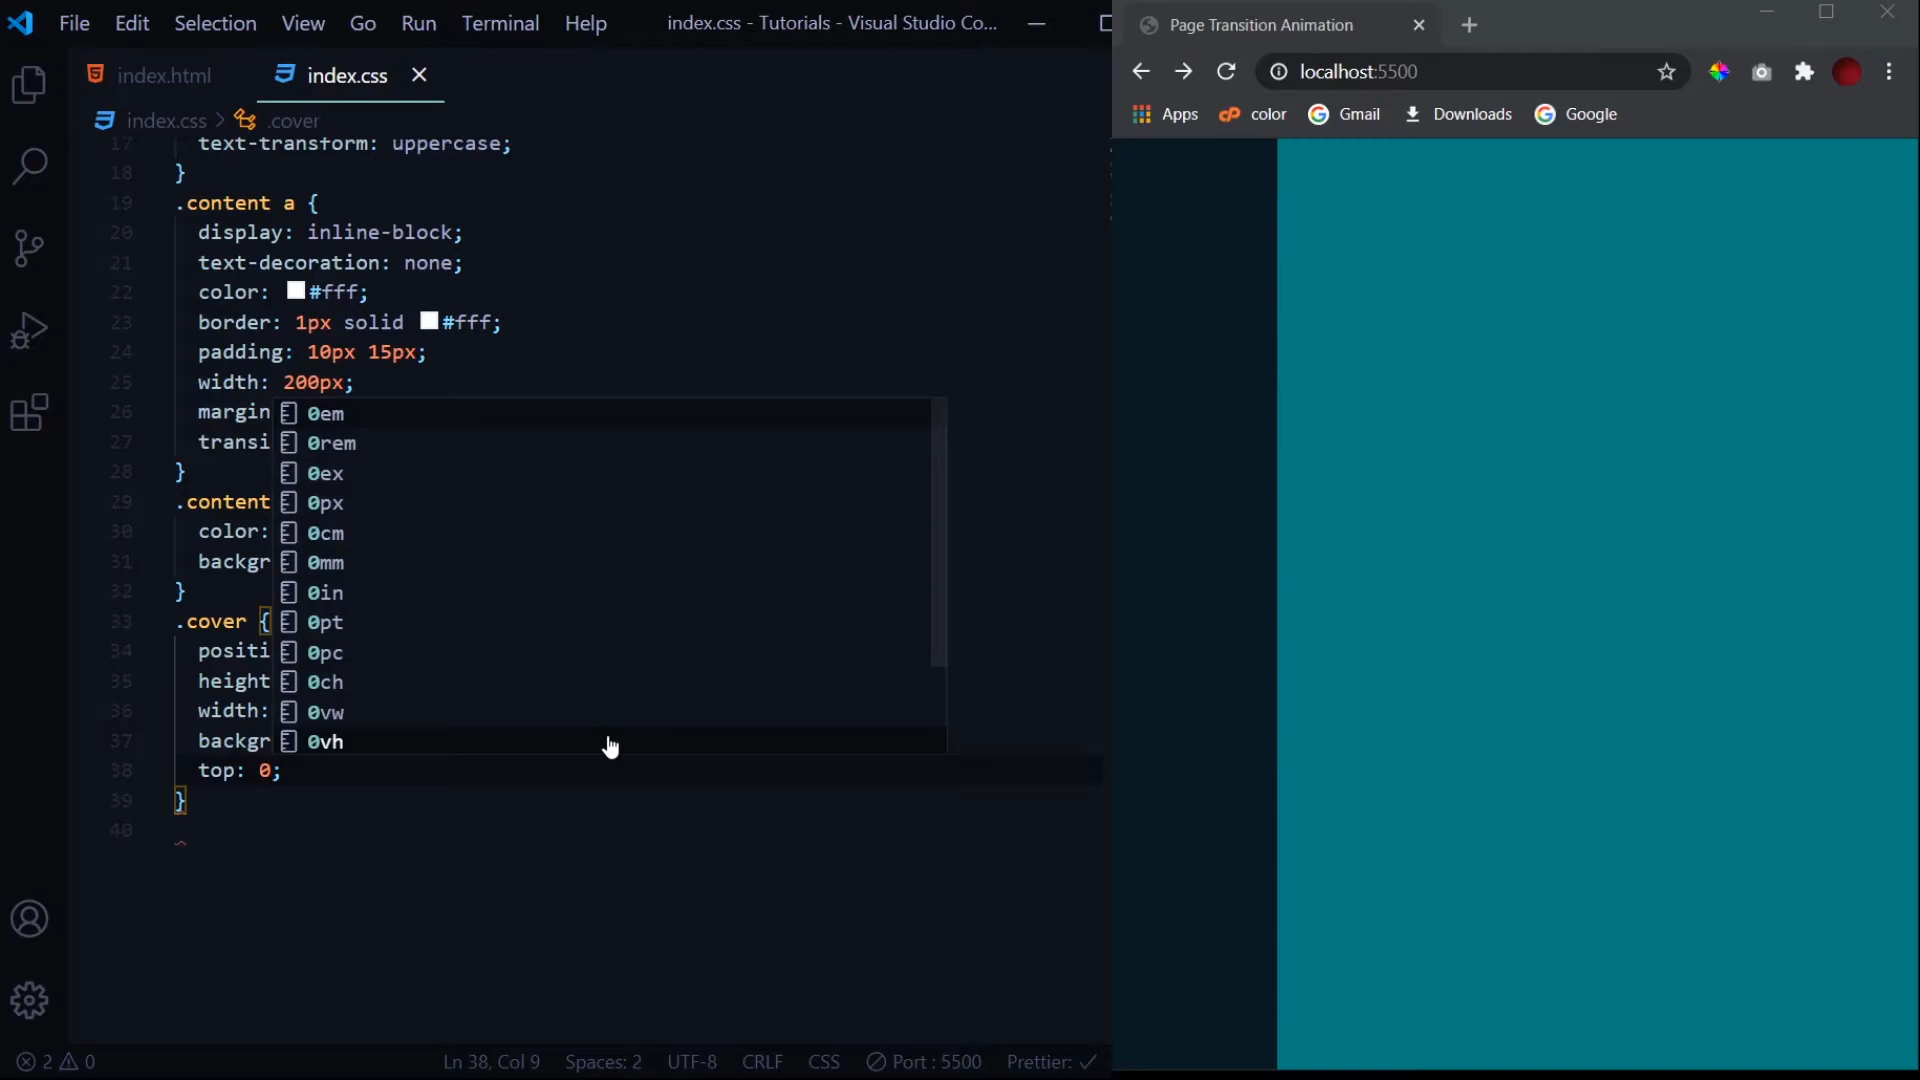 File Edit Selection View Go Run Terminal Help index.css - Tutorials - Visual Studio Co...
index.html index.css
index.css > .cover
17 text-transform: uppercase;
18 }
19 .content a {
20 display: inline-block;
21 text-decoration: none;
22 color: #fff;
23 border: 1px solid #fff;
24 padding: 10px 15px;
25 width: 200px;
26 margin 0em
27 transi 0rem
28 } 0ex
29 .content 0px
30 color: 0cm
31 backgr 0mm
32 } 0in
33 .cover { 0pt
34 positi 0pc
35 height 0ch
36 width: 0vw
37 backgr 0vh
38 top: 0;
39 }
40
2 0 Ln 38, Col 9 Spaces: 2 UTF-8 CRLF CSS Port : 5500 Prettier: ✓
Page Transition Animation
localhost:5500
Apps color Gmail Downloads Google